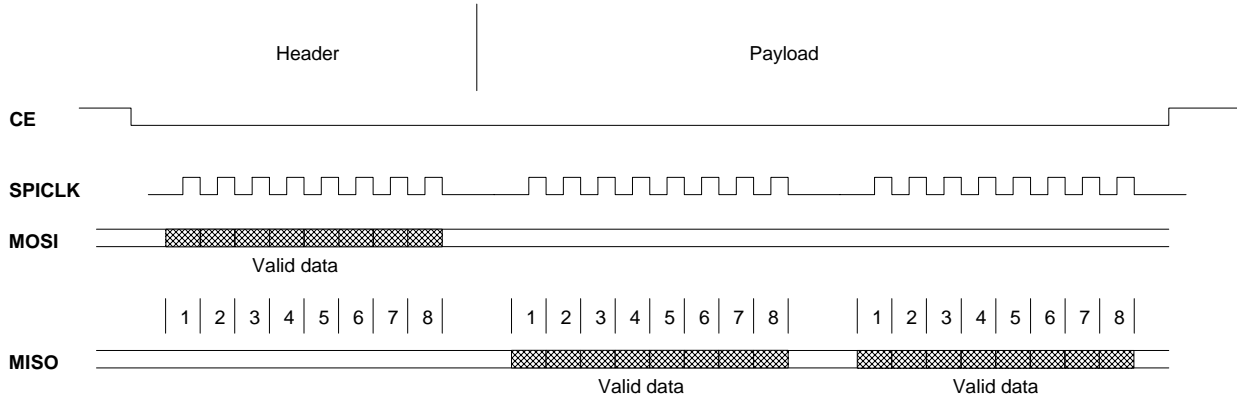 Header Payload
CE
SPICLK
MOSI
Valid data
1 2 3 4 5 6 7 8 1 2 3 4 5 6 7 8 1 2 3 4 5 6 7 8
MISO
Valid data Valid data